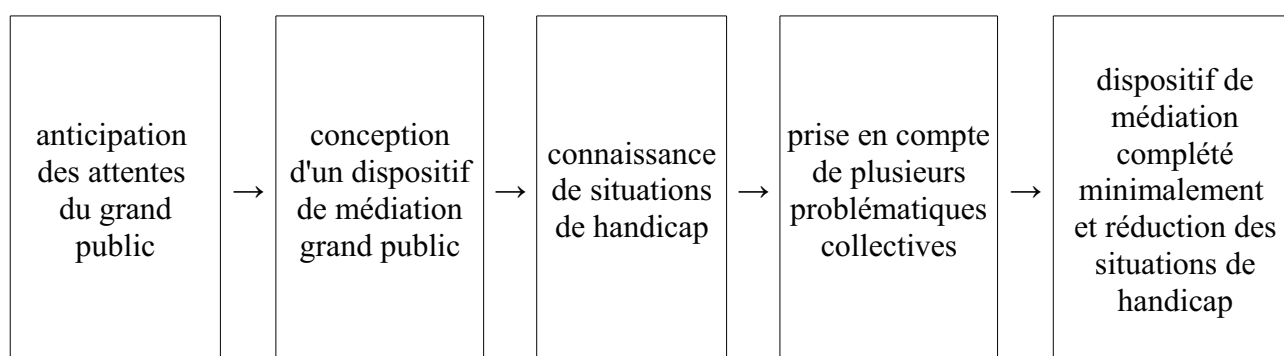 anticipation
des attentes
du grand
public
→
conception
d'un dispositif
de médiation
grand public
→
connaissance
de situations
de handicap
→
prise en compte
de plusieurs
problématiques
collectives
→
dispositif de
médiation
complété
minimalement
et réduction des
situations de
handicap